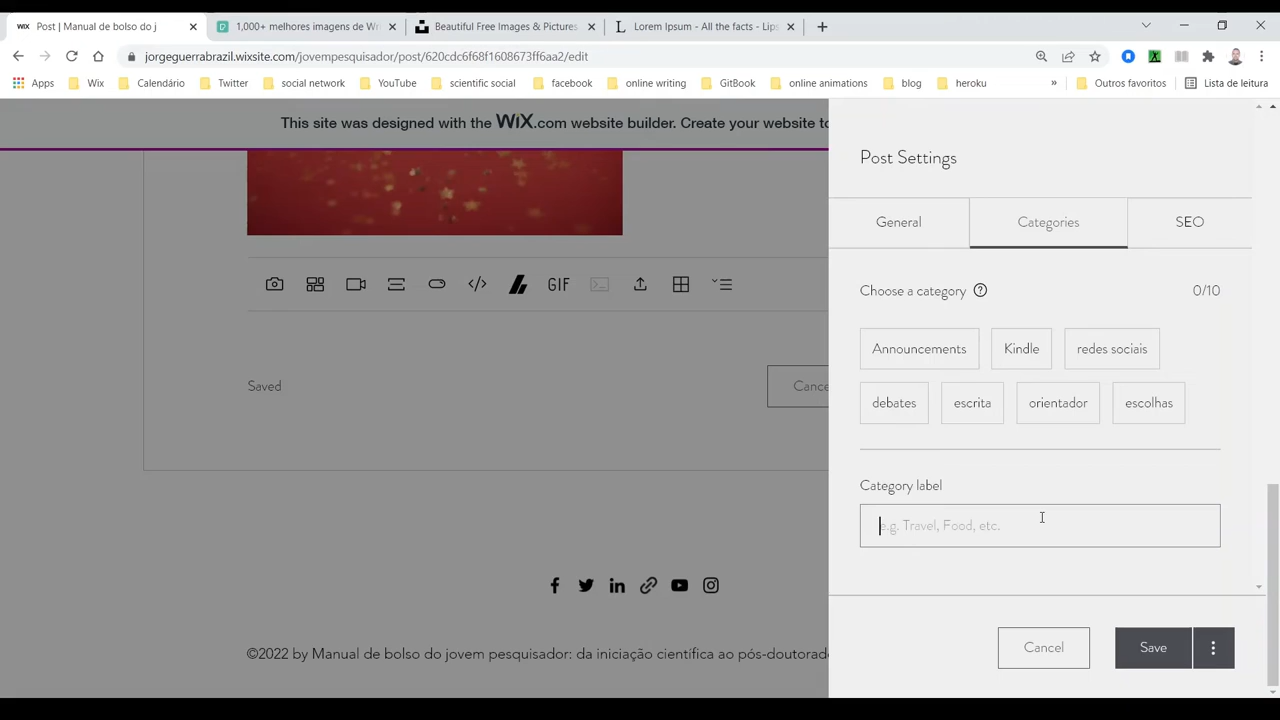 WiX Post | Manual de bolso do j
1,000+ melhores imagens de Wri
Beautiful Free Images & Pictures
L Lorem Ipsum - All the facts - Lips
jorgeguerrabrazil.wixsite.com/jovempesquisador/post/620cdc6f68f1608673ff6aa2/edit
Apps Wix Calendário Twitter social network YouTube scientific social facebook online writing GitBook online animations blog heroku » Outros favoritos Lista de leitura
This site was designed with the WiX.com website builder. Create your website to
Post Settings
General Categories SEO
Choose a category ? 0/10
Announcements Kindle redes sociais
debates escrita orientador escolhas
GIF
Saved
Cance
Category label
e.g. Travel, Food, etc.
Cancel Save
©2022 by Manual de bolso do jovem pesquisador: da iniciação científica ao pós-doutorado